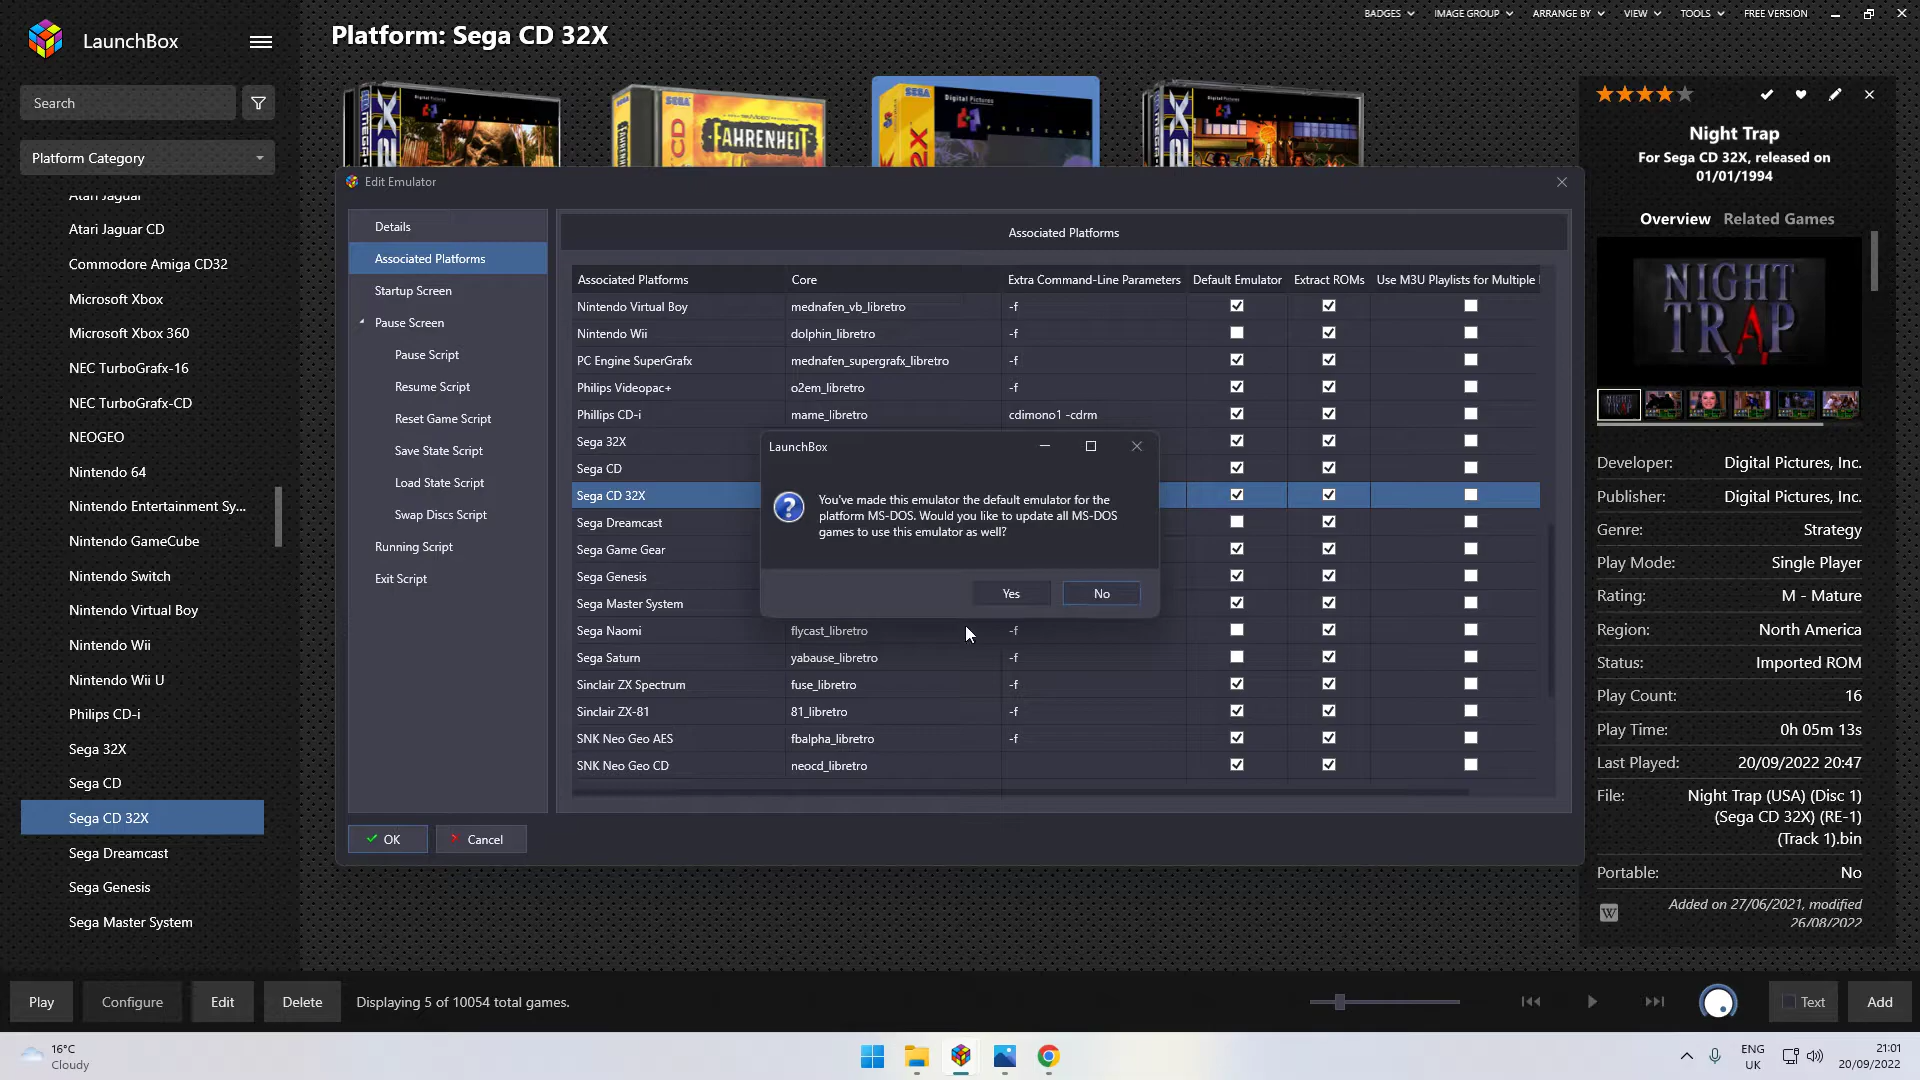 BADGES
IMAGE GROUP
ARRANGE BY
VIEW
TOOLS
FREE VERSION
LaunchBox
Platform: Sega CD 32X
Search
Platform Category
Atari Jaguar
Atari Jaguar CD
Commodore Amiga CD32
Microsoft Xbox
Microsoft Xbox 360
NEC TurboGrafx-16
NEC TurboGrafx-CD
NEOGEO
Nintendo 64
Nintendo Entertainment Sy...
Nintendo GameCube
Nintendo Switch
Nintendo Virtual Boy
Nintendo Wii
Nintendo Wii U
Philips CD-i
Sega 32X
Sega CD
Sega CD 32X
Sega Dreamcast
Sega Genesis
Sega Master System
SEGA
FAHRENHEIT
SEGA
Digital Pictures
PRESENTS
Edit Emulator
Details
Associated Platforms
Startup Screen
Pause Screen
Pause Script
Resume Script
Reset Game Script
Save State Script
Load State Script
Swap Discs Script
Running Script
Exit Script
Associated Platforms
Associated Platforms Core Extra Command-Line Parameters Default Emulator Extract ROMs Use M3U Playlists for Multiple
Nintendo Virtual Boy mednafen_vb_libretro -f
Nintendo Wii dolphin_libretro -f
PC Engine SuperGrafx mednafen_supergrafx_libretro -f
Philips Videopac+ o2em_libretro -f
Phillips CD-i mame_libretro cdimono1 -cdrm
Sega 32X
Sega CD
Sega CD 32X
Sega Dreamcast
Sega Game Gear
Sega Genesis
Sega Master System
Sega Naomi flycast_libretro -f
Sega Saturn yabause_libretro -f
Sinclair ZX Spectrum fuse_libretro -f
Sinclair ZX-81 81_libretro -f
SNK Neo Geo AES fbalpha_libretro -f
SNK Neo Geo CD neocd_libretro
LaunchBox
You've made this emulator the default emulator for the
platform MS-DOS. Would you like to update all MS-DOS
games to use this emulator as well?
Yes
No
OK
Cancel
Night Trap
For Sega CD 32X, released on
01/01/1994
Overview Related Games
NIGHT
TRAP
Developer: Digital Pictures, Inc.
Publisher: Digital Pictures, Inc.
Genre: Strategy
Play Mode: Single Player
Rating: M - Mature
Region: North America
Status: Imported ROM
Play Count: 16
Play Time: 0h 05m 13s
Last Played: 20/09/2022 20:47
File: Night Trap (USA) (Disc 1)
(Sega CD 32X) (RE-1)
(Track 1).bin
Portable: No
W
Added on 27/06/2021, modified
26/08/2022
Play
Configure
Edit
Delete
Displaying 5 of 10054 total games.
Text
Add
16°C
Cloudy
ENG
UK
21:01
20/09/2022